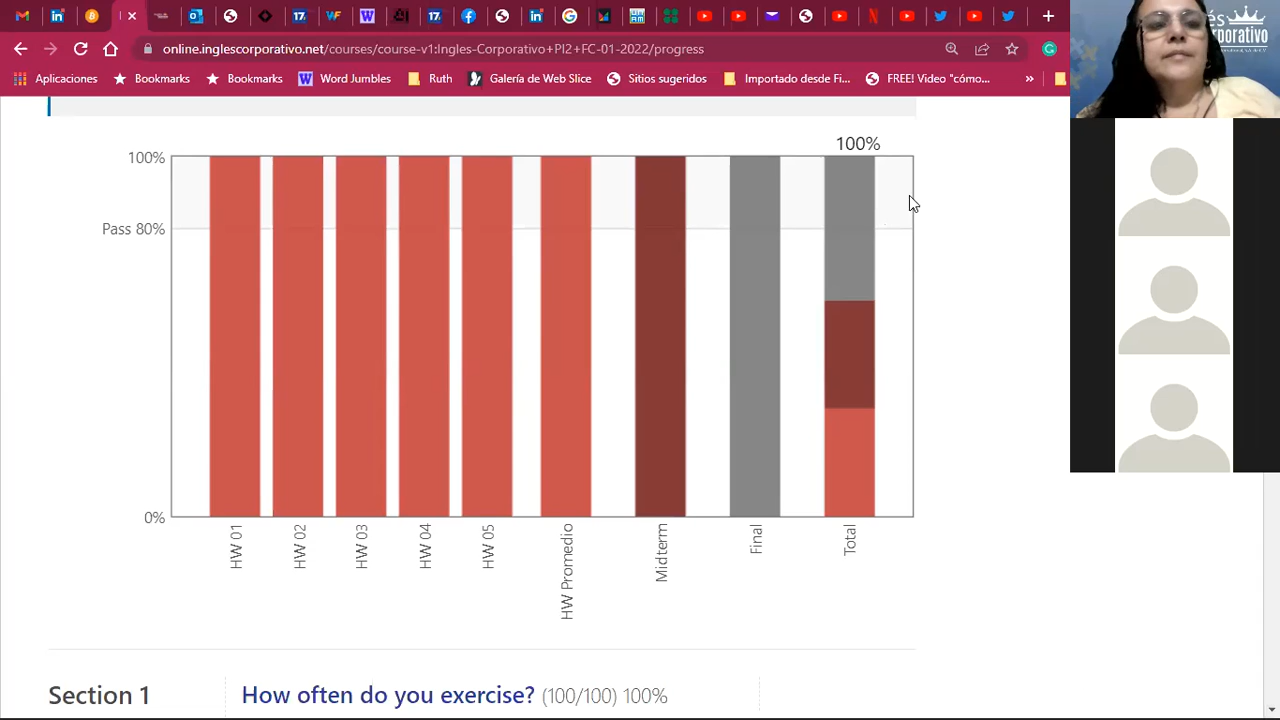 online.inglescorporativo.net/courses/course-v1:Ingles-Corporativo+PI2+FC-01-2022/progress
Aplicaciones
Bookmarks
Bookmarks
Word Jumbles
Ruth
Galería de Web Slice
Sitios sugeridos
Importado desde Fi...
FREE! Video "cómo...
»
és
rporativo
100%
100%
Pass 80%
0%
HW 01
HW 02
HW 03
HW 04
HW 05
HW Promedio
Midterm
Final
Total
Section 1
How often do you exercise? (100/100) 100%